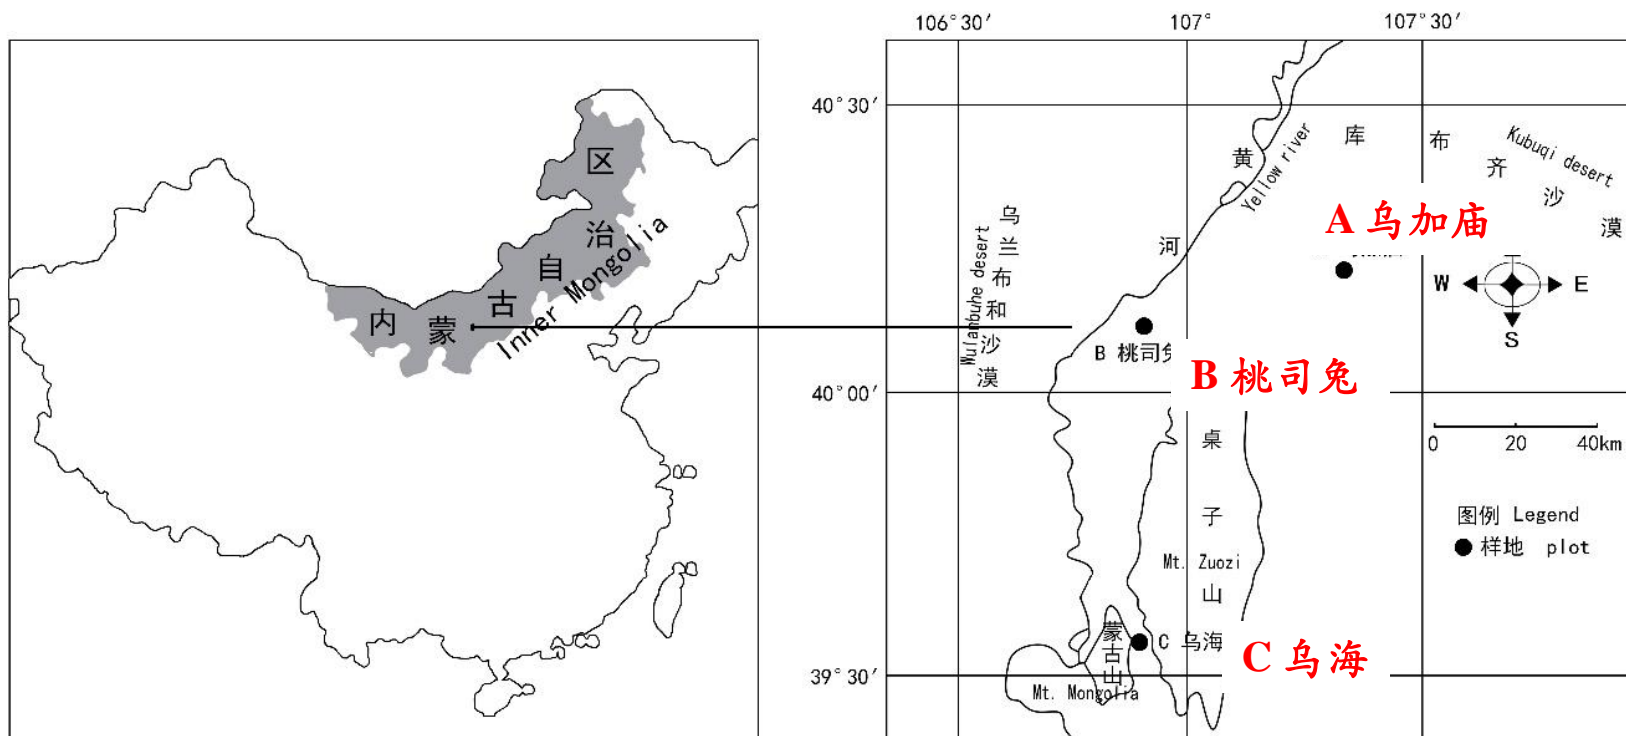 内蒙古自治区
Inner Mongolia
106°30′
107°
107°30′
40°30′
40°00′
39°30′
黄河
Yellow river
库布齐沙漠
Kubuqi desert
乌兰布和沙漠
Wulanbuhe desert
A 乌加庙
W
E
S
B 桃司兔
B 桃司兔
0 20 40km
桌子山
Mt. Zuozi
图例 Legend
样地 plot
蒙古山
Mt. Mongolia
C 乌海
C 乌海